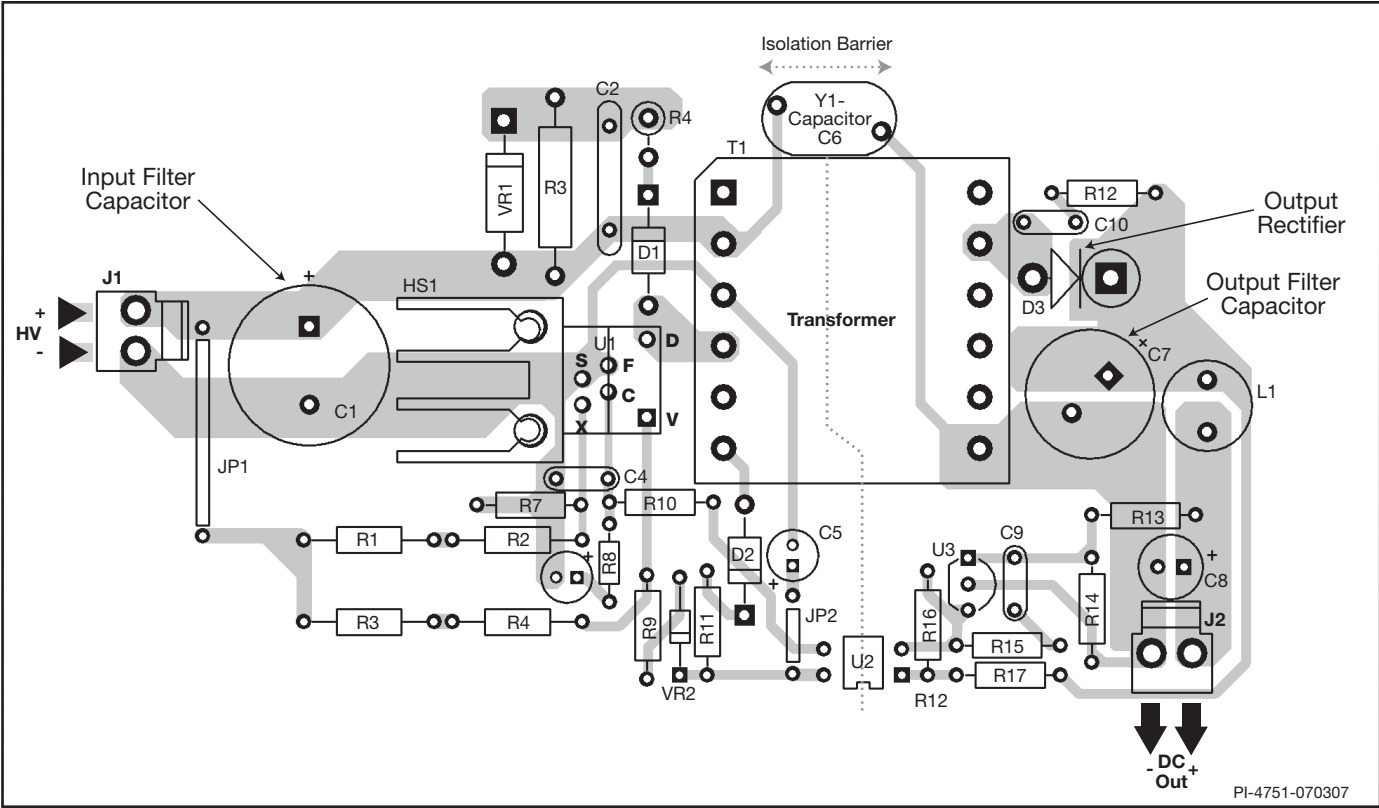 Isolation Barrier
Y1-
Capacitor
C6
C2
R4
T1
Input Filter
Capacitor
VR1
R3
R12
C10
Output
Rectifier
D1
J1
+
HV
-
+
HS1
D3
Output Filter
Capacitor
Transformer
U1
D
S
F
C
X
V
+
C7
C1
L1
JP1
C4
R7
R10
R13
C5
R1
R2
+
R8
D2
+
U3
C9
+
C8
R3
R4
R9
R11
JP2
R16
R14
J2
R15
U2
R17
VR2
R12
- DC +
Out
PI-4751-070307